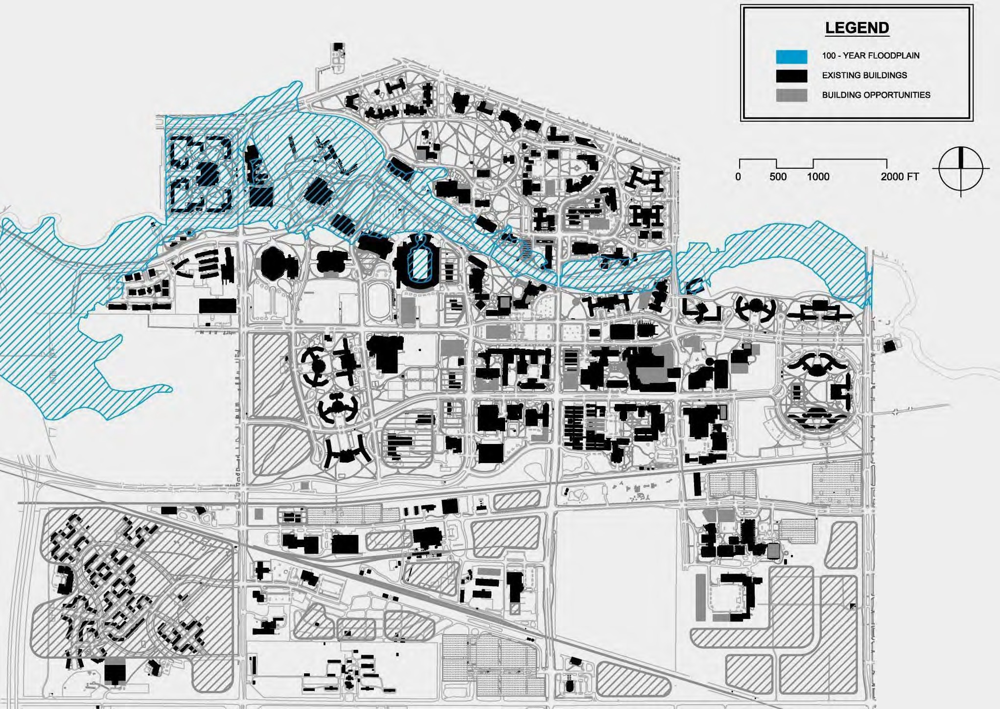 LEGEND
100 - YEAR FLOODPLAIN
EXISTING BUILDINGS
BUILDING OPPORTUNITIES
0 500 1000 2000 FT